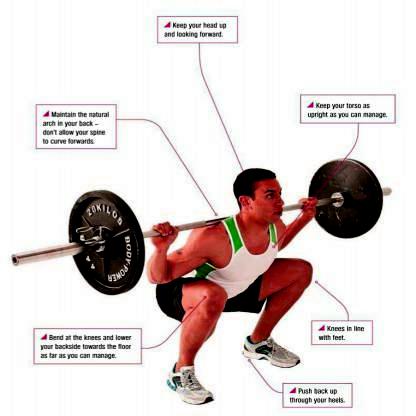 Keep your head up
and looking forward.
Maintain the natural
arch in your back –
don't allow your spine
to curve forwards.
Keep your torso as
upright as you can manage.
20KILOS
BODY-POWER
Bend at the knees and lower
your backside towards the floor
as far as you can manage.
Knees in line
with feet.
Push back up
through your heels.